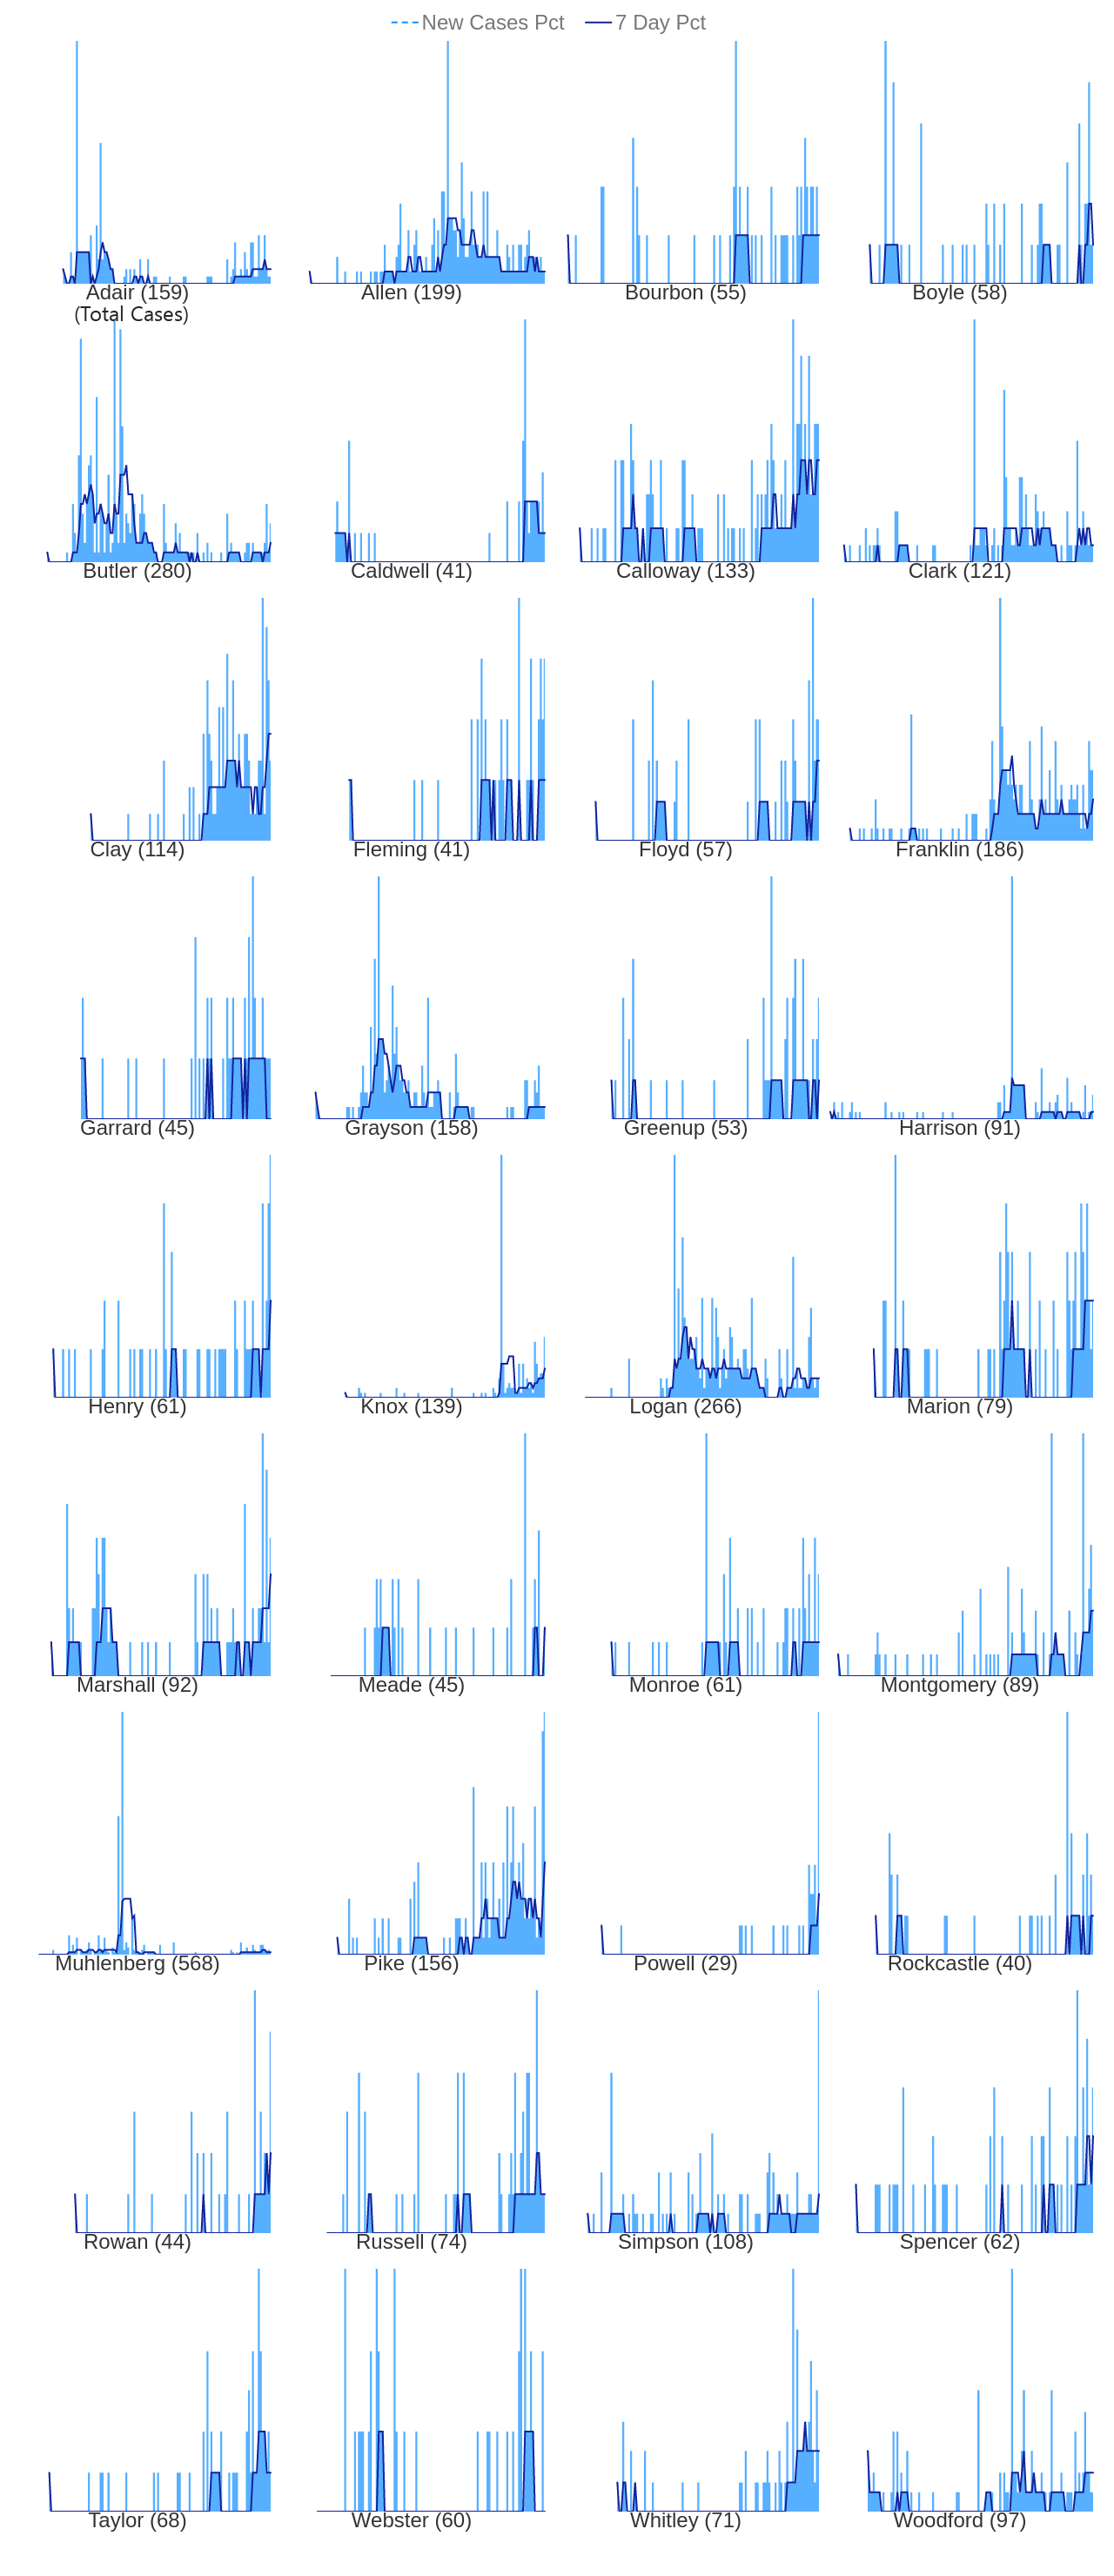 New Cases Pct 7 Day Pct
Adair (159) Allen (199) Bourbon (55) Boyle (58)
(Total Cases)
Butler (280) Caldwell (41) Calloway (133) Clark (121)
Clay (114) Fleming (41) Floyd (57) Franklin (186)
Garrard (45) Grayson (158) Greenup (53) Harrison (91)
Henry (61) Knox (139) Logan (266) Marion (79)
Marshall (92) Meade (45) Monroe (61) Montgomery (89)
Muhlenberg (568) Pike (156) Powell (29) Rockcastle (40)
Rowan (44) Russell (74) Simpson (108) Spencer (62)
Taylor (68) Webster (60) Whitley (71) Woodford (97)